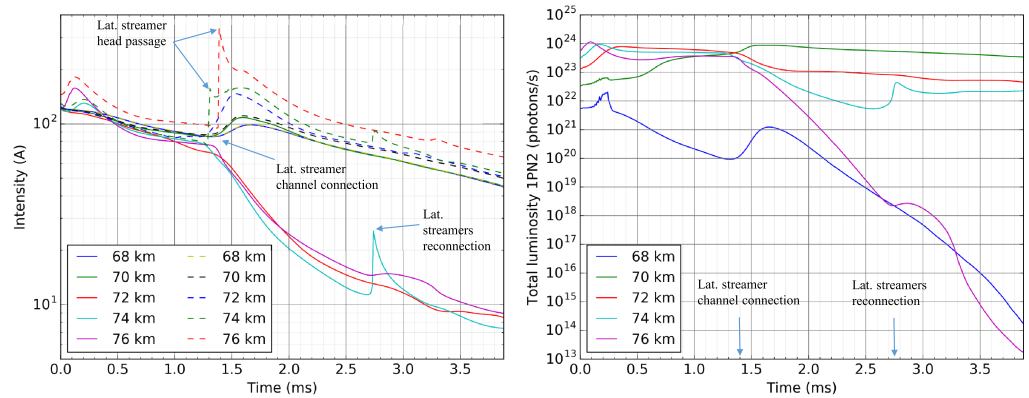 Lat. streamer
head passage
10²
10¹
Intensity (A)
Lat. streamer
channel connection
Lat.
streamers
reconnection
68 km
70 km
72 km
74 km
76 km
68 km
70 km
72 km
74 km
76 km
0.0 0.5 1.0 1.5 2.0 2.5 3.0 3.5
Time (ms)
10²⁵
10²⁴
10²³
10²²
10²¹
10²⁰
10¹⁹
10¹⁸
10¹⁷
10¹⁶
10¹⁵
10¹⁴
10¹³
Total luminosity 1PN2 (photons/s)
68 km
70 km
72 km
74 km
76 km
Lat. streamer
channel connection
Lat. streamers
reconnection
0.0 0.5 1.0 1.5 2.0 2.5 3.0 3.5
Time (ms)